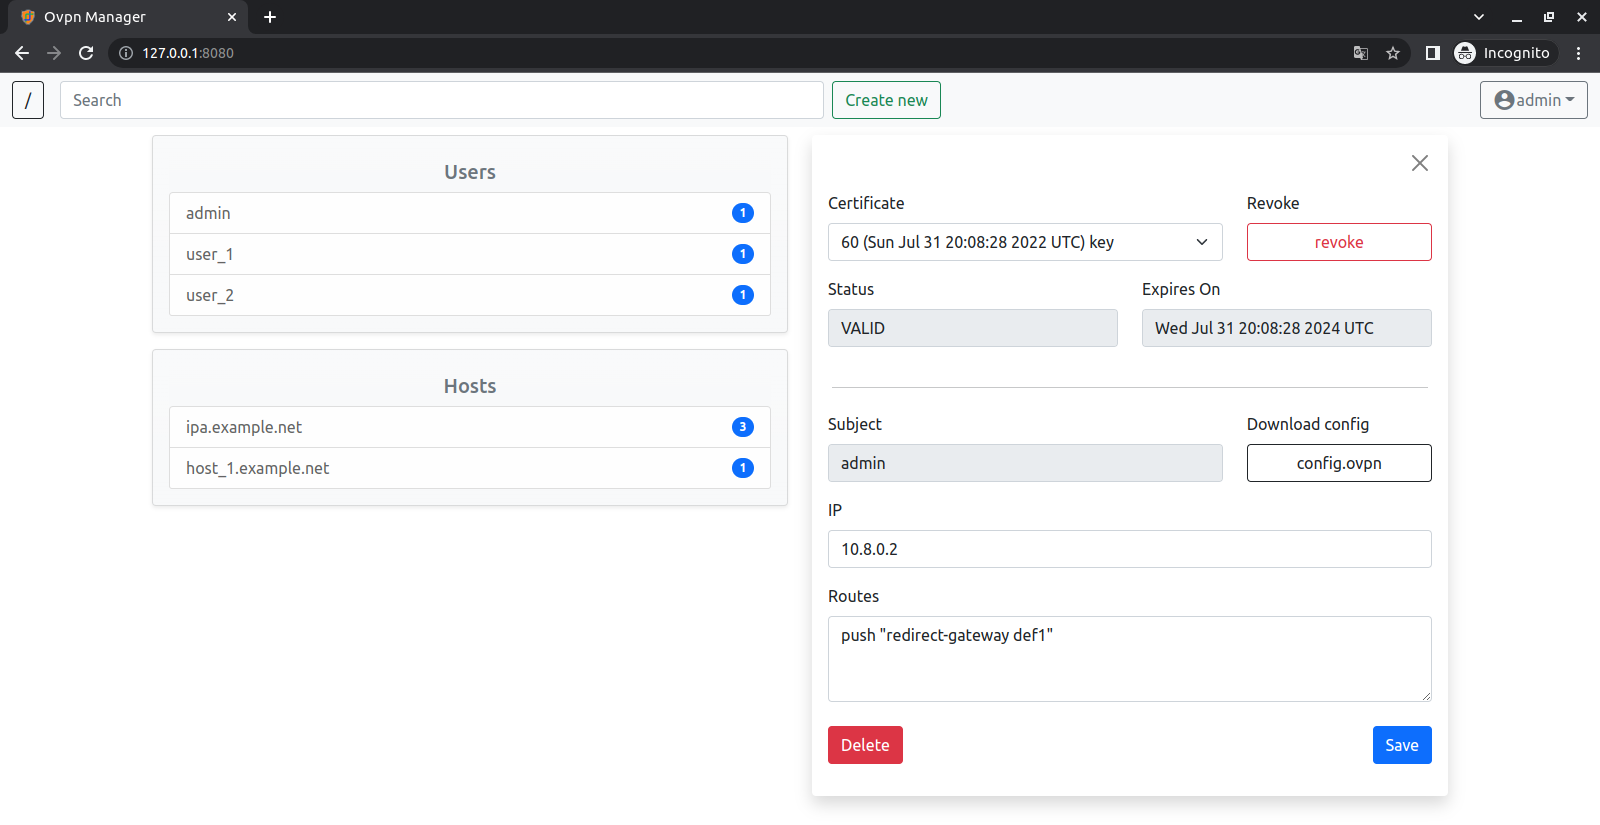 Ovpn Manager
127.0.0.1:8080
Incognito
/
Search
Create new
admin
Users
admin 1
user_1 1
user_2 1
Hosts
ipa.example.net 3
host_1.example.net 1
Certificate
Revoke
60 (Sun Jul 31 20:08:28 2022 UTC) key
revoke
Status
Expires On
VALID
Wed Jul 31 20:08:28 2024 UTC
Subject
Download config
admin
config.ovpn
IP
10.8.0.2
Routes
push "redirect-gateway def1"
Delete
Save